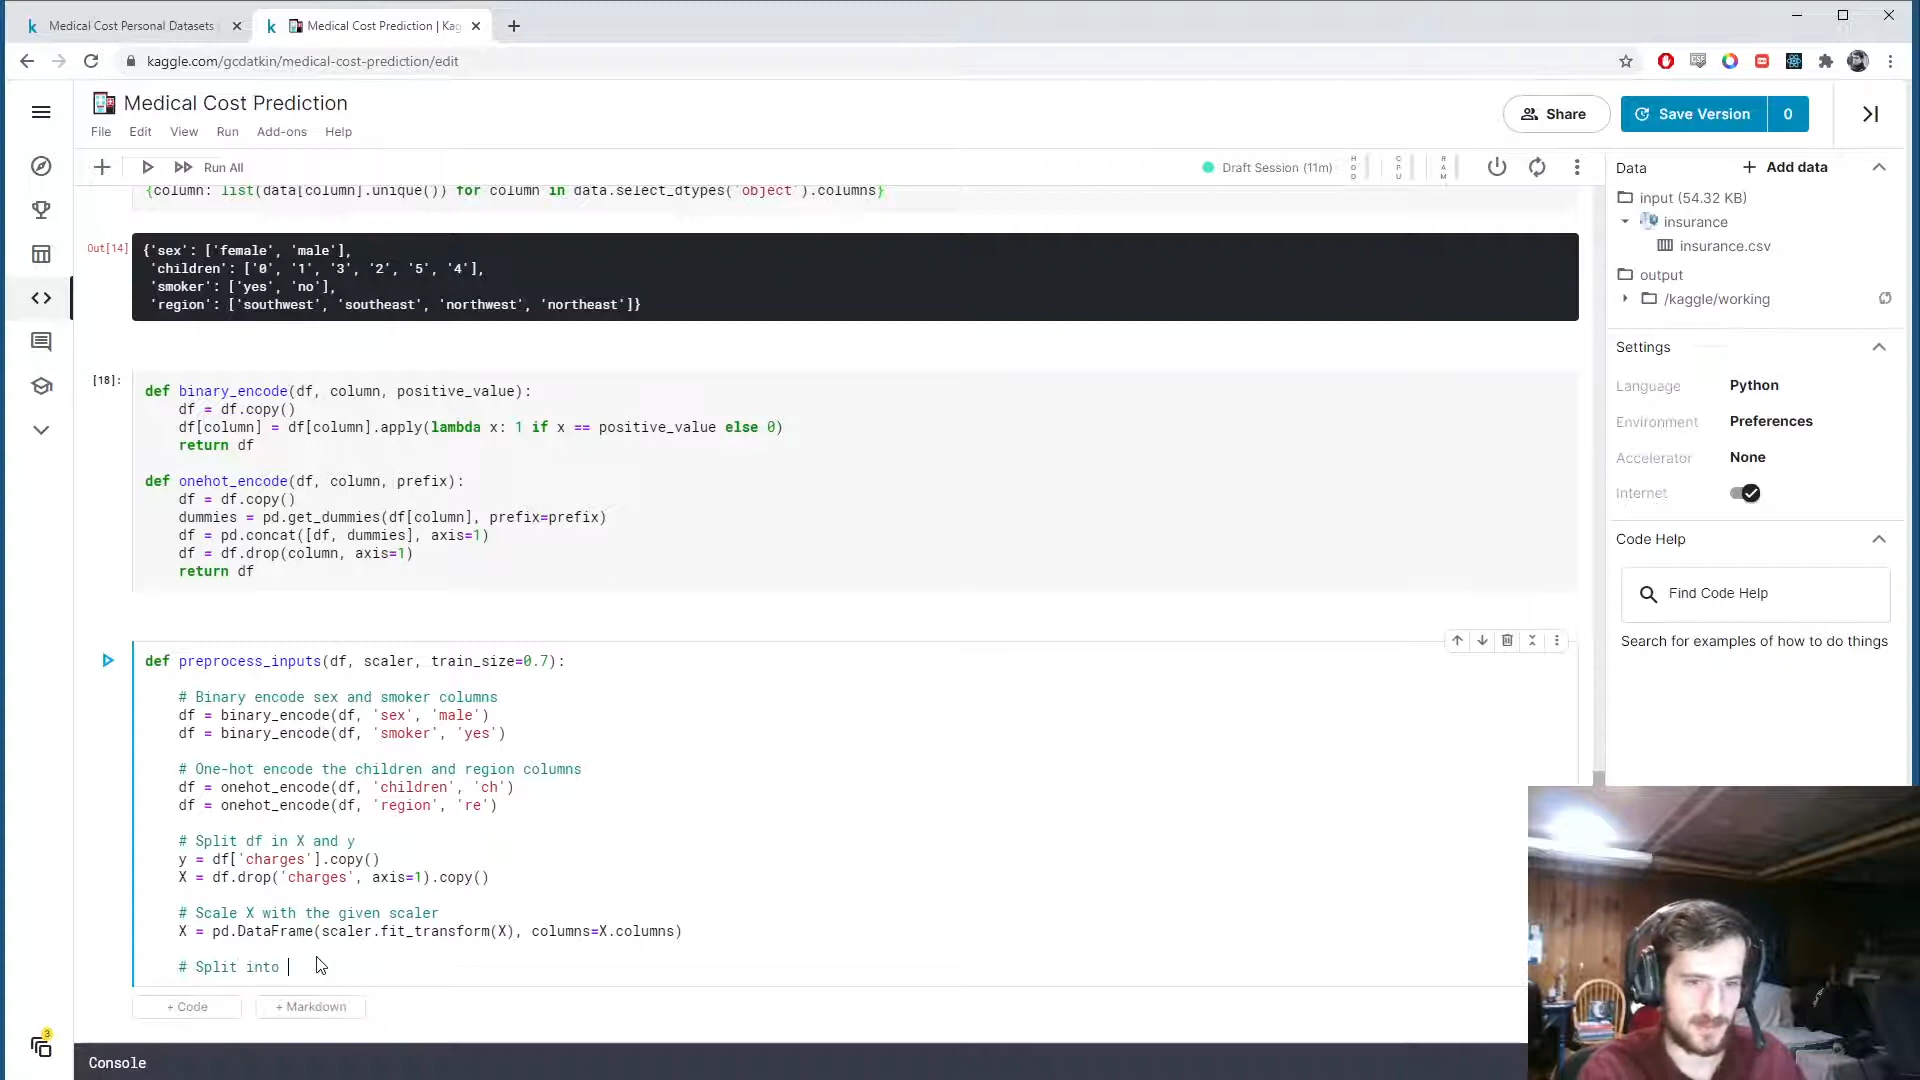 Medical Cost Personal Datasets
Medical Cost Prediction | Kag
kaggle.com/gcdatkin/medical-cost-prediction/edit
Medical Cost Prediction
File Edit View Run Add-ons Help
Share
Save Version 0
Run All
Draft Session (11m)
HDD
CPU
RAM
{column: list(data[column].unique()) for column in data.select_dtypes('object').columns}
Out[14]
{'sex': ['female', 'male'],
'children': ['0', '1', '3', '2', '5', '4'],
'smoker': ['yes', 'no'],
'region': ['southwest', 'southeast', 'northwest', 'northeast']}
[18]:
def binary_encode(df, column, positive_value):
df = df.copy()
df[column] = df[column].apply(lambda x: 1 if x == positive_value else 0)
return df
def onehot_encode(df, column, prefix):
df = df.copy()
dummies = pd.get_dummies(df[column], prefix=prefix)
df = pd.concat([df, dummies], axis=1)
df = df.drop(column, axis=1)
return df
def preprocess_inputs(df, scaler, train_size=0.7):
# Binary encode sex and smoker columns
df = binary_encode(df, 'sex', 'male')
df = binary_encode(df, 'smoker', 'yes')
# One-hot encode the children and region columns
df = onehot_encode(df, 'children', 'ch')
df = onehot_encode(df, 'region', 're')
# Split df in X and y
y = df['charges'].copy()
X = df.drop('charges', axis=1).copy()
# Scale X with the given scaler
X = pd.DataFrame(scaler.fit_transform(X), columns=X.columns)
# Split into
+ Code
+ Markdown
Console
3
Data
+ Add data
input (54.32 KB)
insurance
insurance.csv
output
/kaggle/working
Settings
Language Python
Environment Preferences
Accelerator None
Internet
Code Help
Find Code Help
Search for examples of how to do things